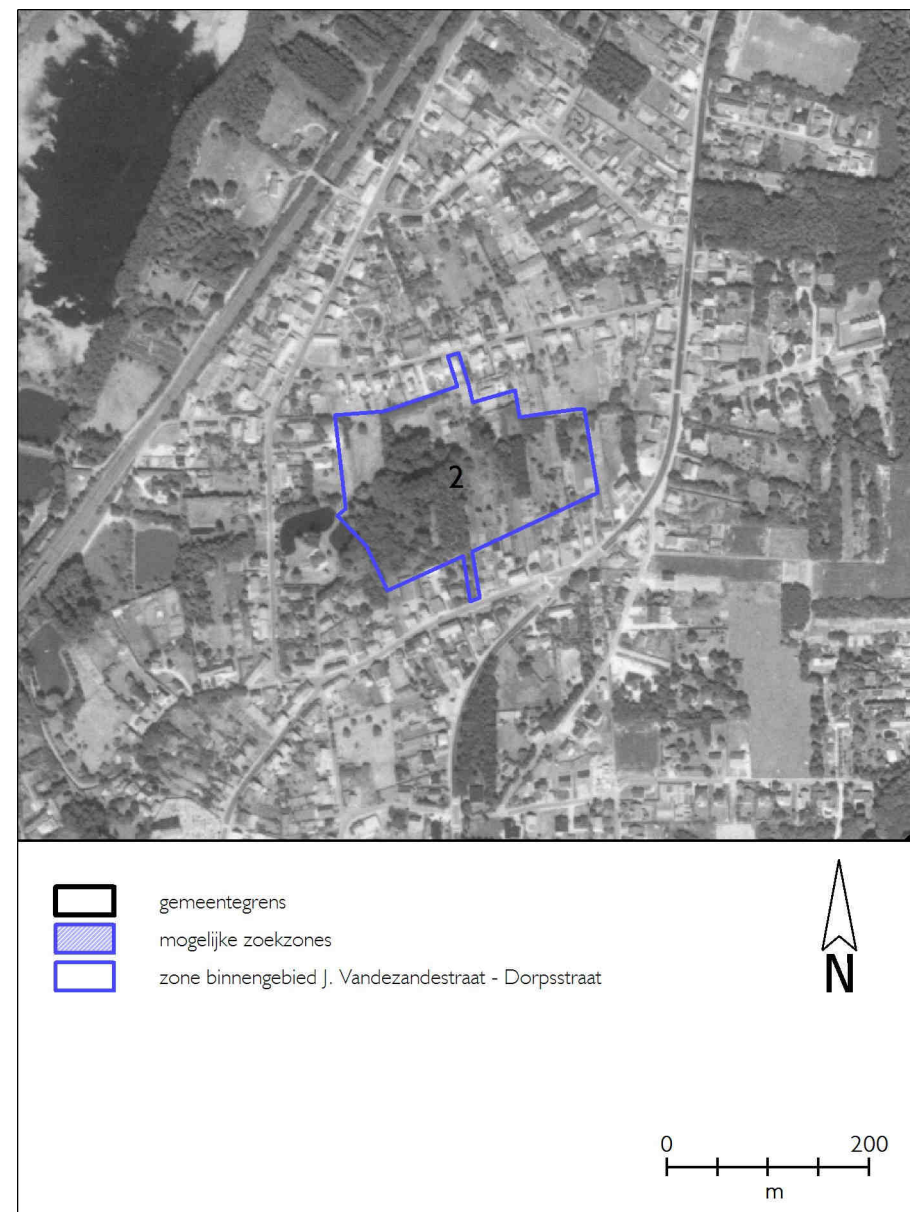 2
gemeentegrens
mogelijke zoekzones
zone binnengebied J. Vandezandestraat - Dorpsstraat
N
0 200
m